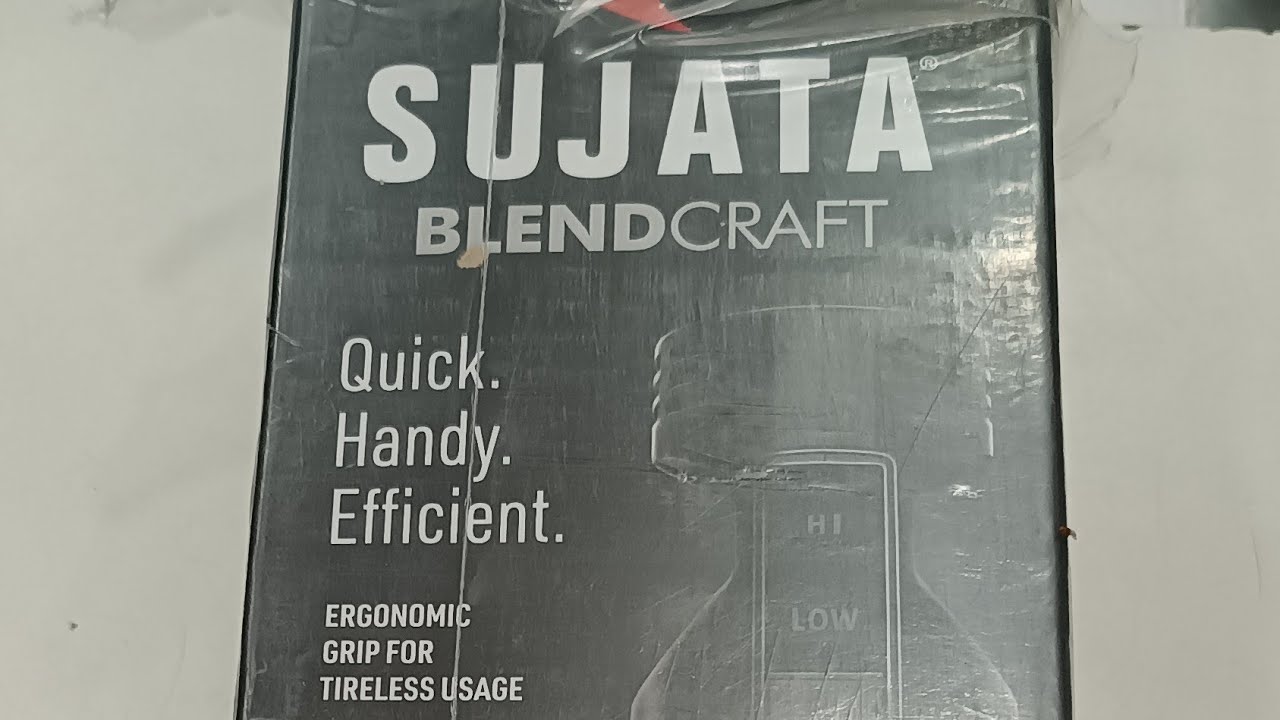 SUJATA®
BLENDCRAFT
Quick.
Handy.
Efficient.
HI
LOW
ERGONOMIC
GRIP FOR
TIRELESS USAGE